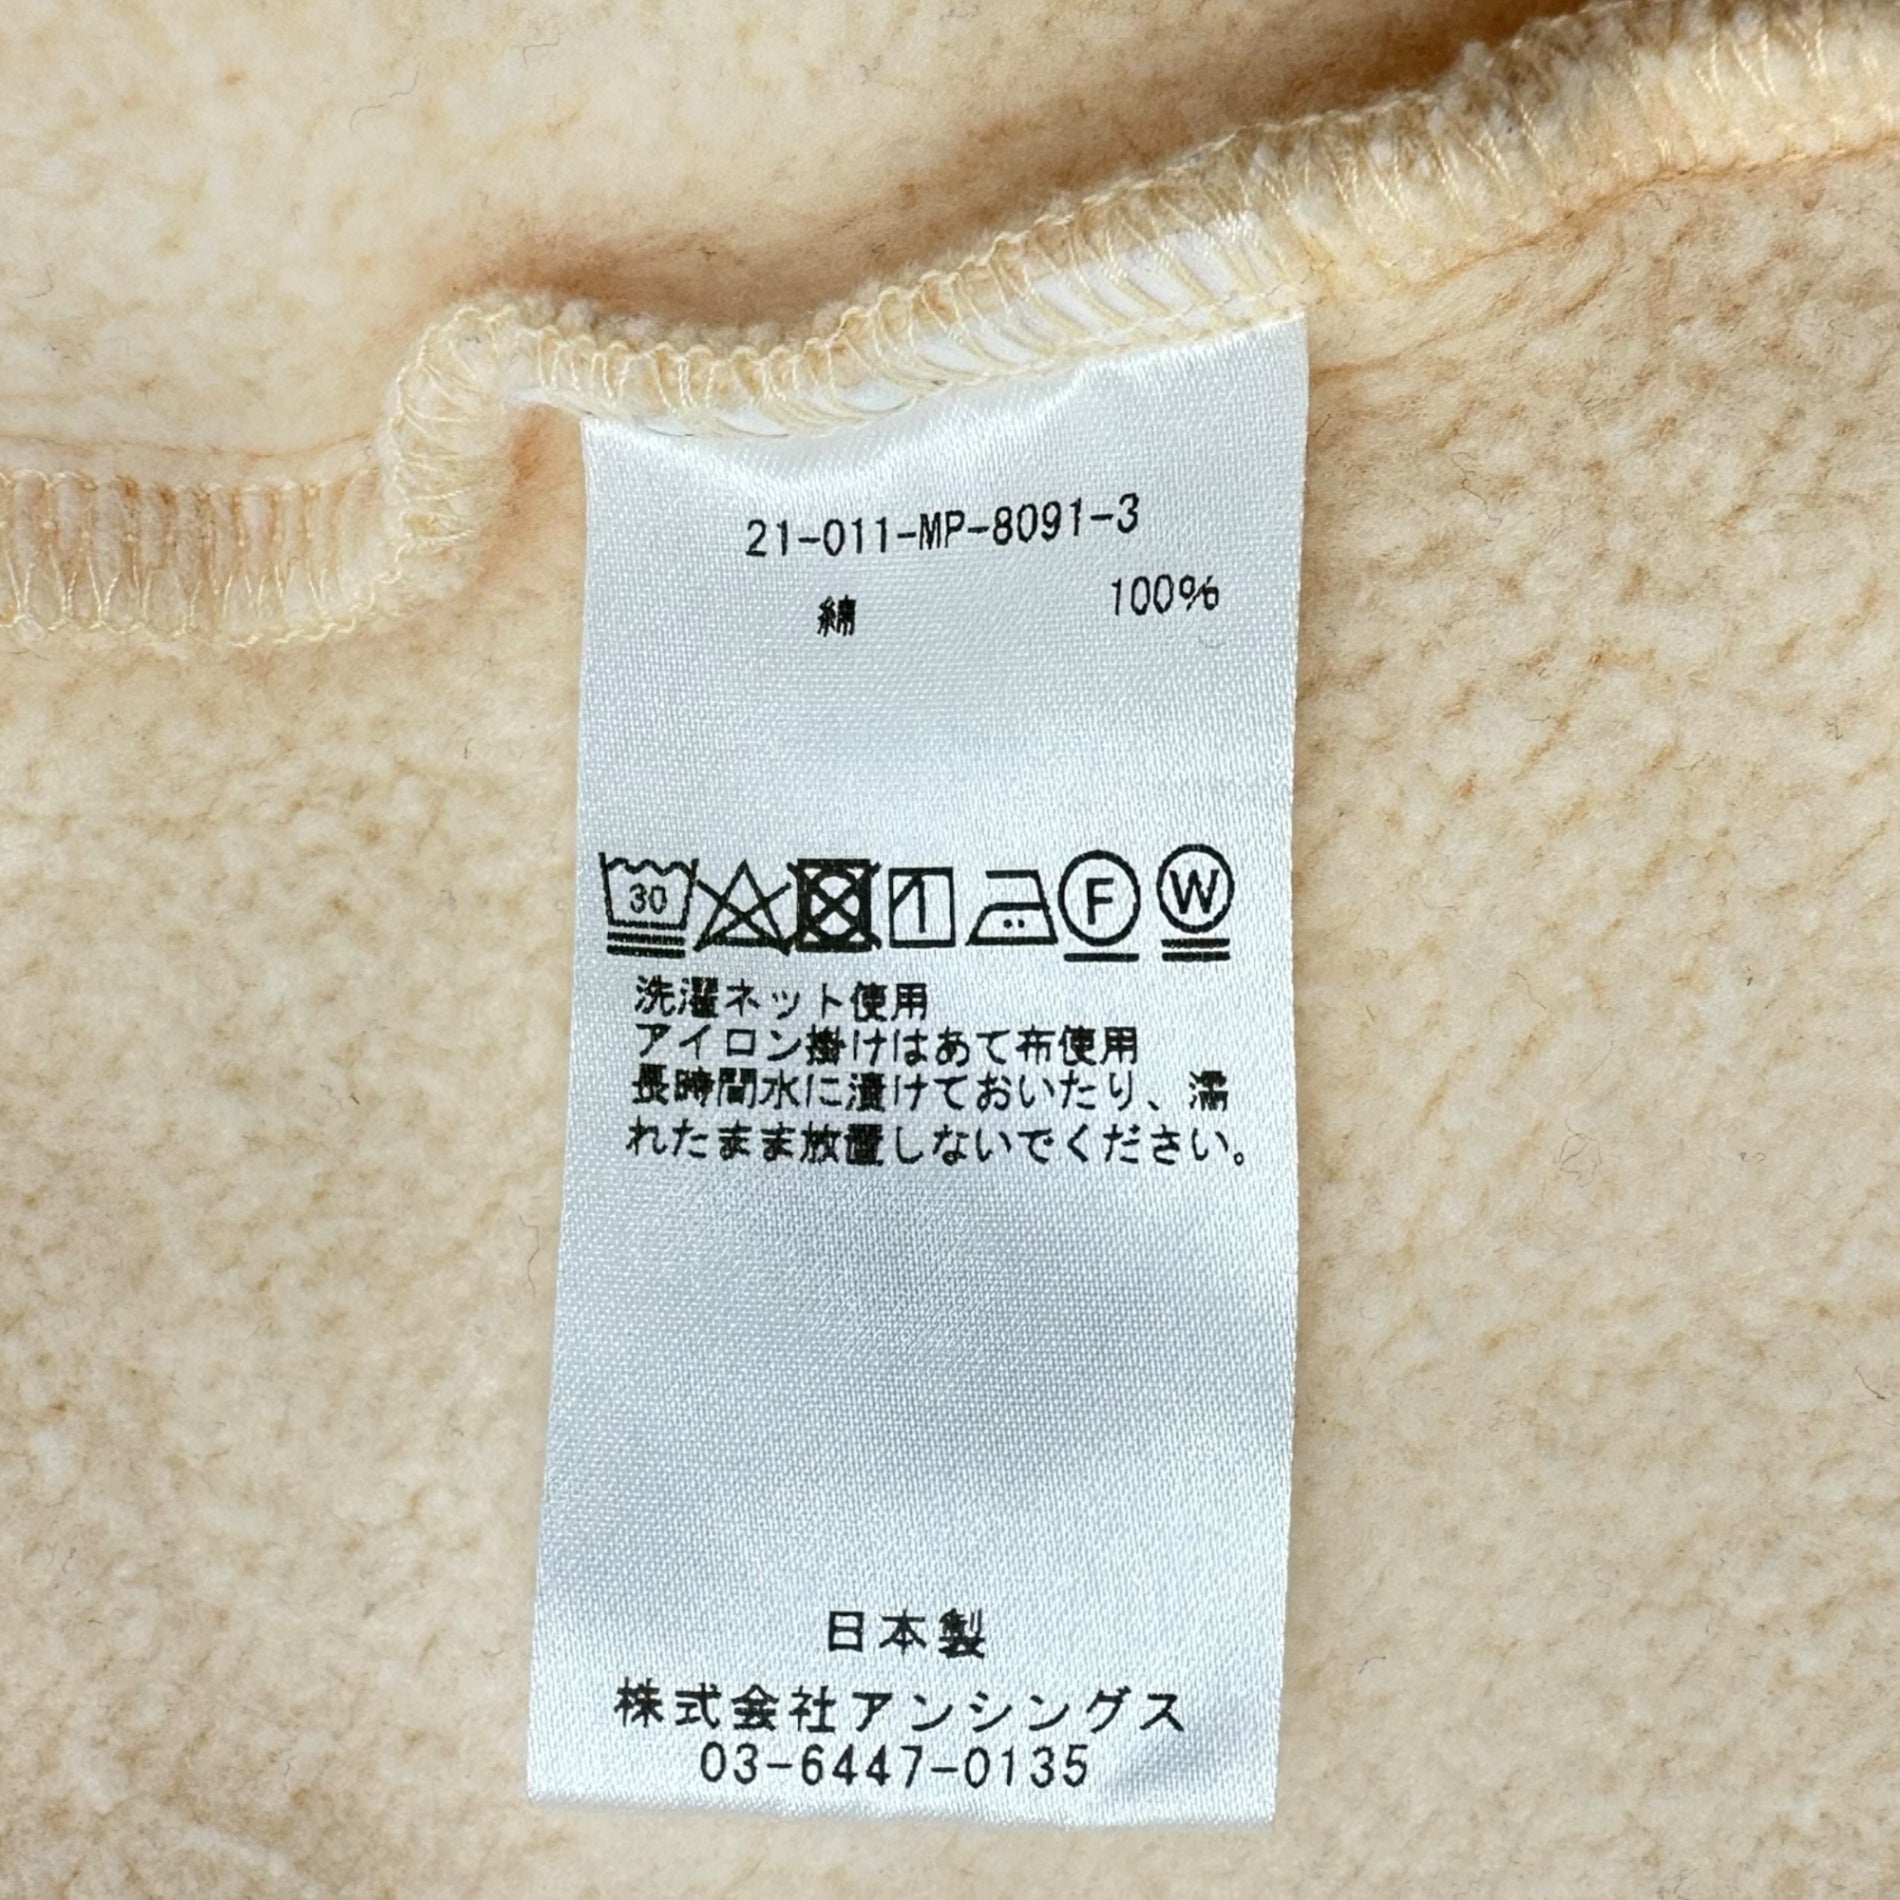 21-011-MP-8091-3
綿 100%
30 F W
洗濯ネット使用
アイロン掛けはあて布使用
長時間水に漬けておいたり、濡
れたまま放置しないでください。
日本製
株式会社アンシングス
03-6447-0135